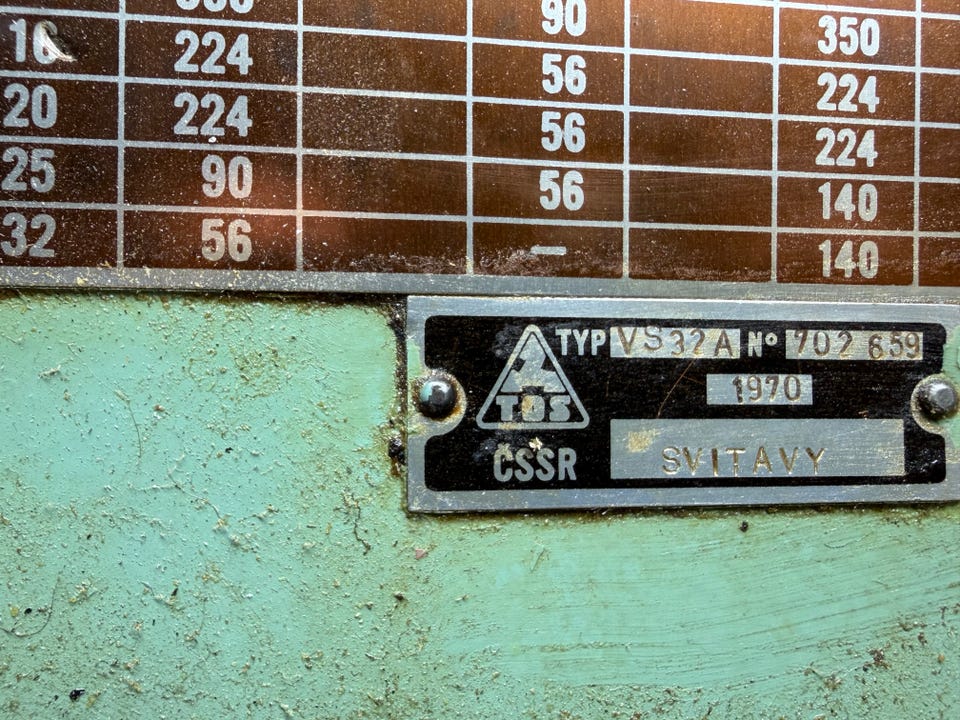 90 350
16 224 56 224
20 224 56 224
25 90 56 140
32 56 – 140
TYP VS32A Nº 702 659
1970
TOS
ČSSR SVITAVY